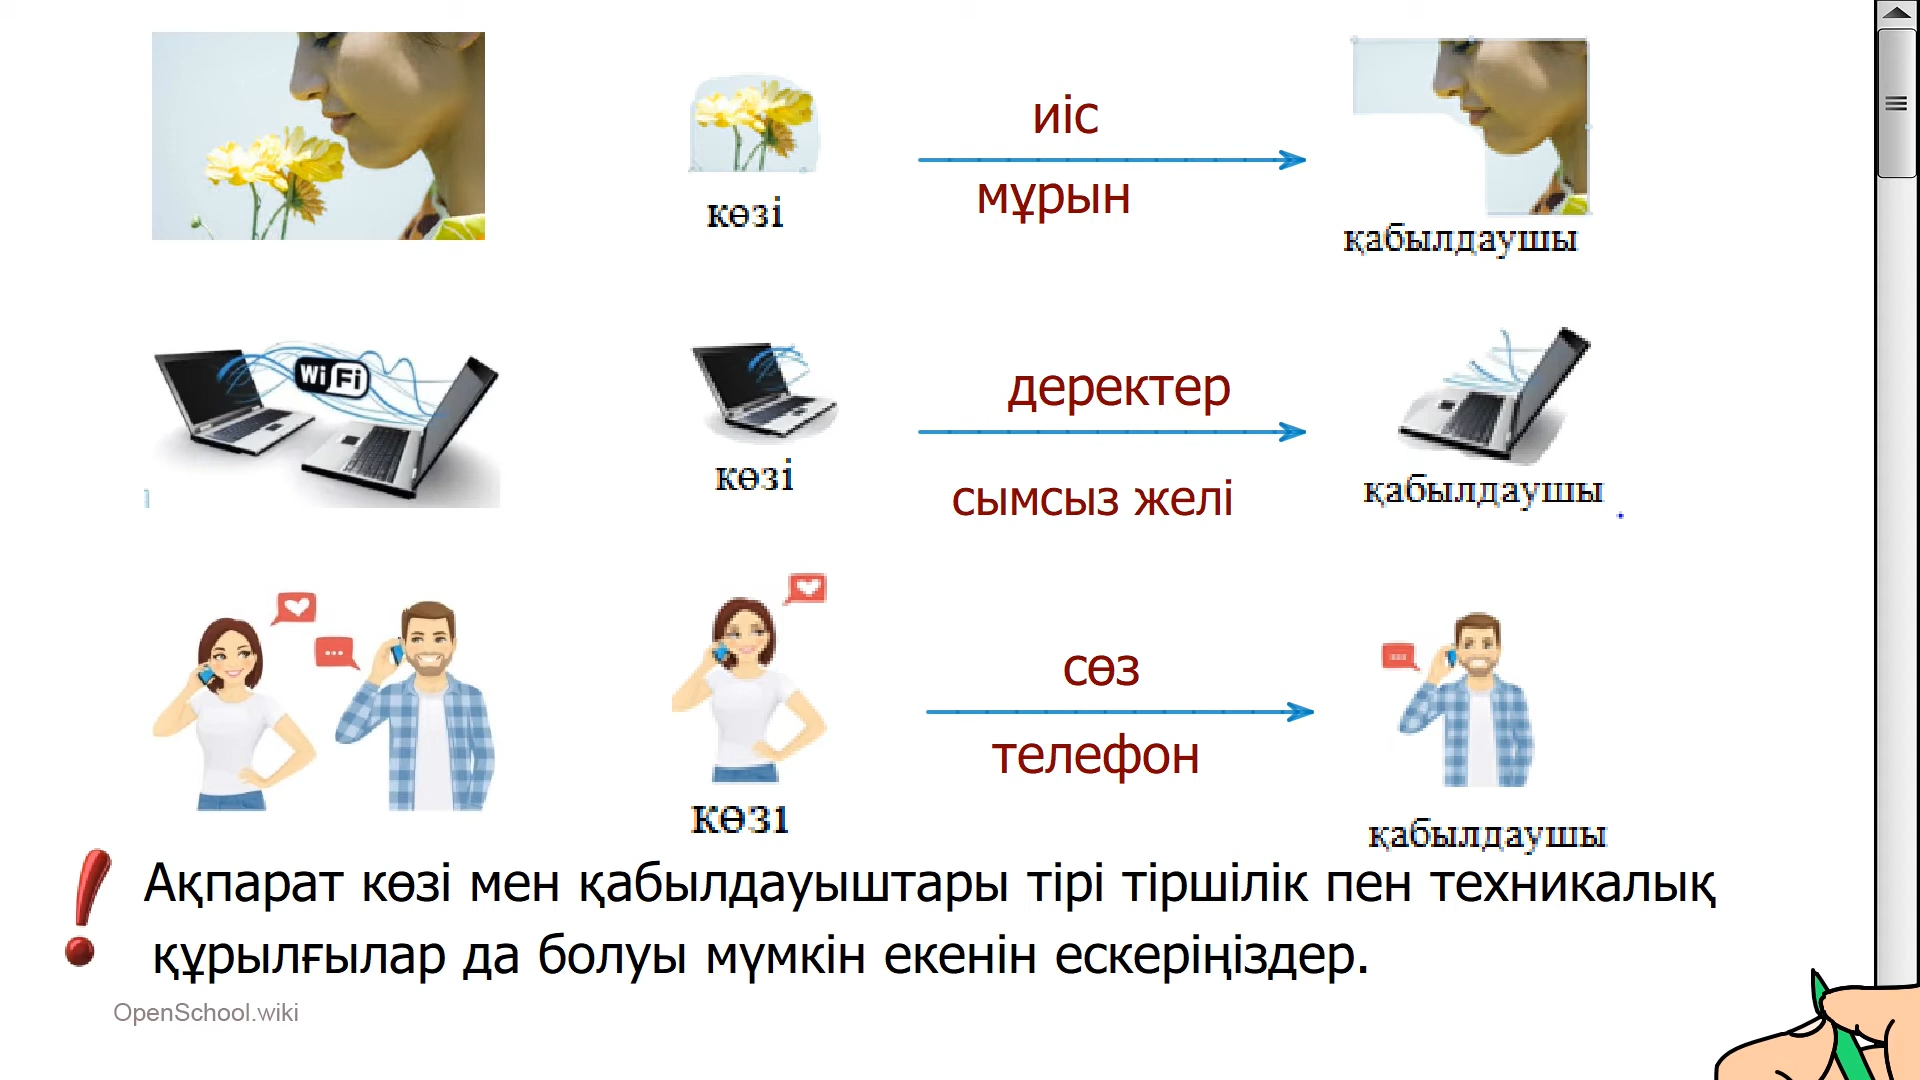 иіс
мұрын
көзі
қабылдаушы
Wi Fi
деректер
сымсыз желі
көзі
қабылдаушы
сөз
телефон
көзі
қабылдаушы
Ақпарат көзі мен қабылдауыштары тірі тіршілік пен техникалық
құрылғылар да болуы мүмкін екенін ескеріңіздер.
OpenSchool.wiki